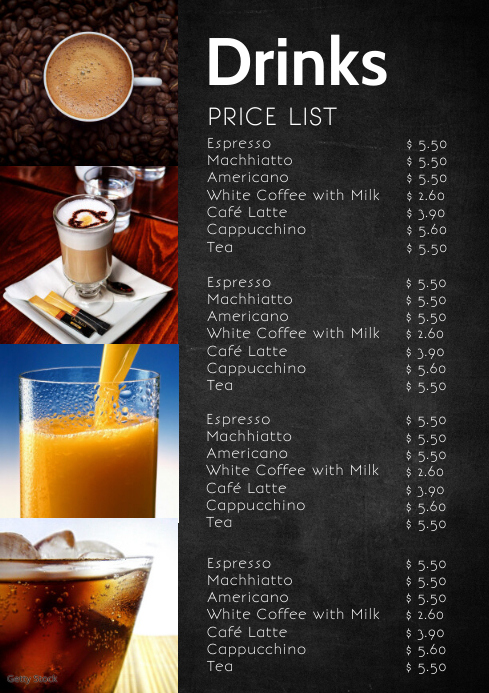 Drinks
PRICE LIST
Espresso $ 5.50
Machhiatto $ 5.50
Americano $ 5.50
White Coffee with Milk $ 2.60
Café Latte $ 3.90
Cappucchino $ 5.60
Tea $ 5.50
Espresso $ 5.50
Machhiatto $ 5.50
Americano $ 5.50
White Coffee with Milk $ 2.60
Café Latte $ 3.90
Cappucchino $ 5.60
Tea $ 5.50
Espresso $ 5.50
Machhiatto $ 5.50
Americano $ 5.50
White Coffee with Milk $ 2.60
Café Latte $ 3.90
Cappucchino $ 5.60
Tea $ 5.50
Espresso $ 5.50
Machhiatto $ 5.50
Americano $ 5.50
White Coffee with Milk $ 2.60
Café Latte $ 3.90
Cappucchino $ 5.60
Tea $ 5.50
Getty Stock